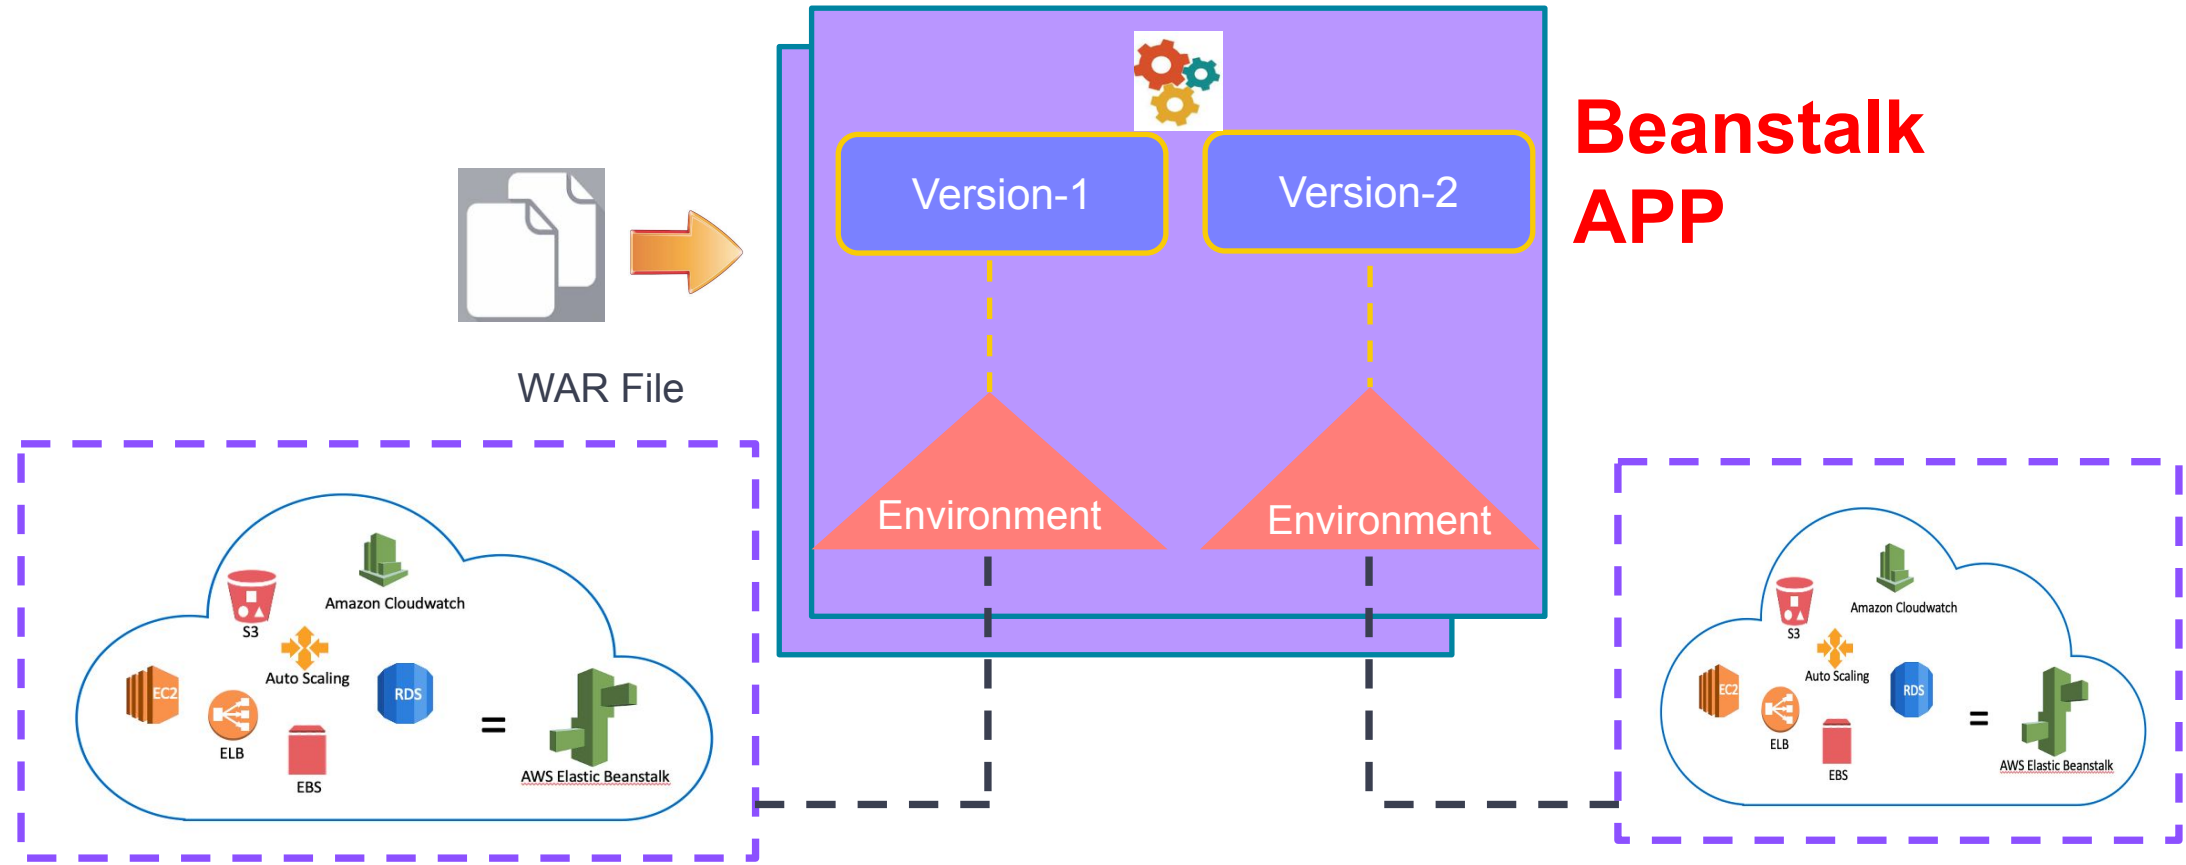 Beanstalk
APP
Version-1
Version-2
WAR File
Environment
Environment
Amazon Cloudwatch
S3
Auto Scaling
EC2
RDS
ELB
=
EBS
AWS Elastic Beanstalk
Amazon Cloudwatch
S3
Auto Scaling
EC2
RDS
ELB
=
EBS
AWS Elastic Beanstalk